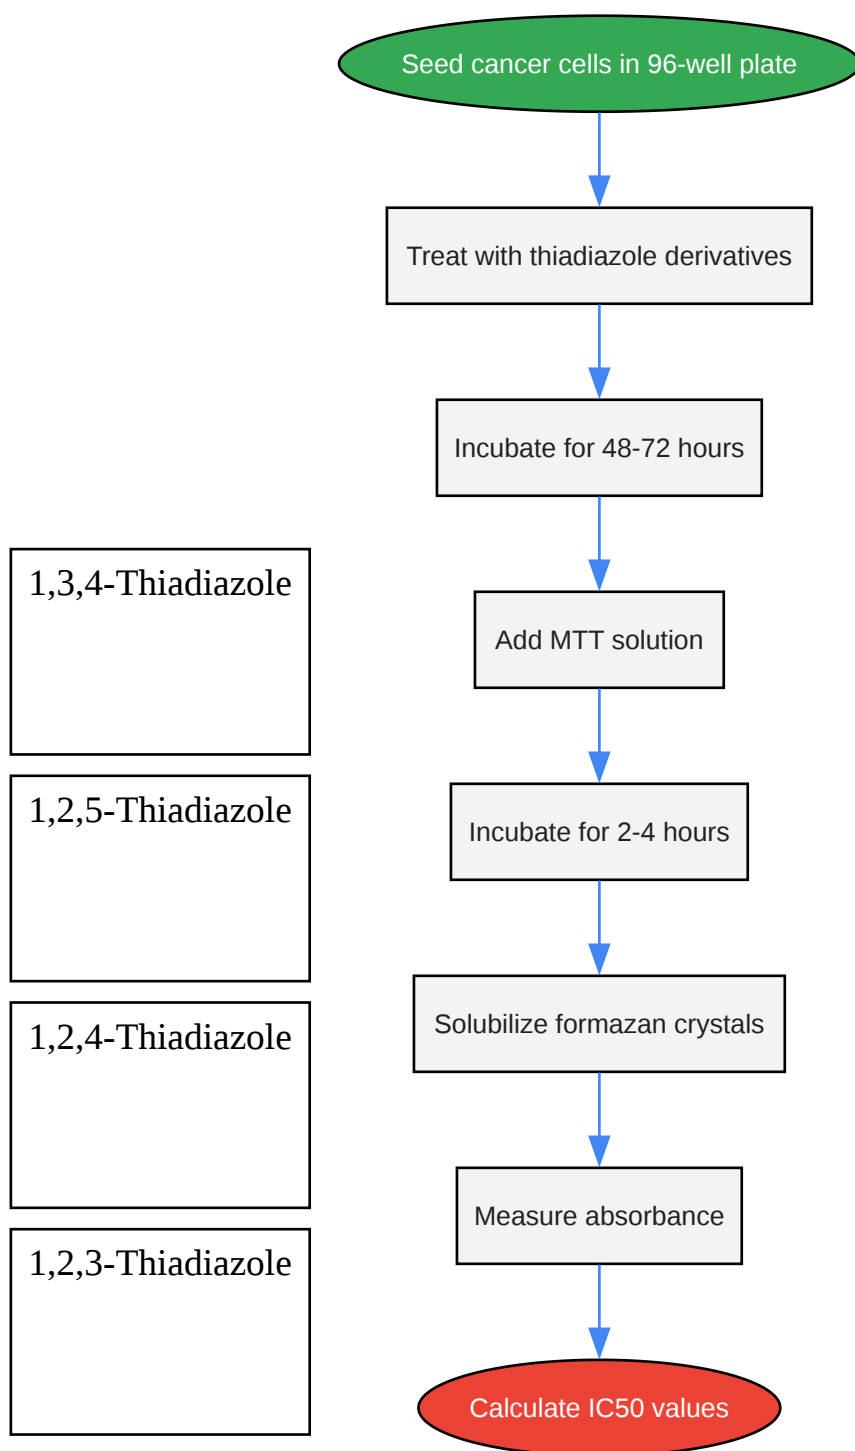 Seed cancer cells in 96-well plate
Treat with thiadiazole derivatives
Incubate for 48-72 hours
Add MTT solution
Incubate for 2-4 hours
Solubilize formazan crystals
Measure absorbance
Calculate IC50 values
1,3,4-Thiadiazole
1,2,5-Thiadiazole
1,2,4-Thiadiazole
1,2,3-Thiadiazole